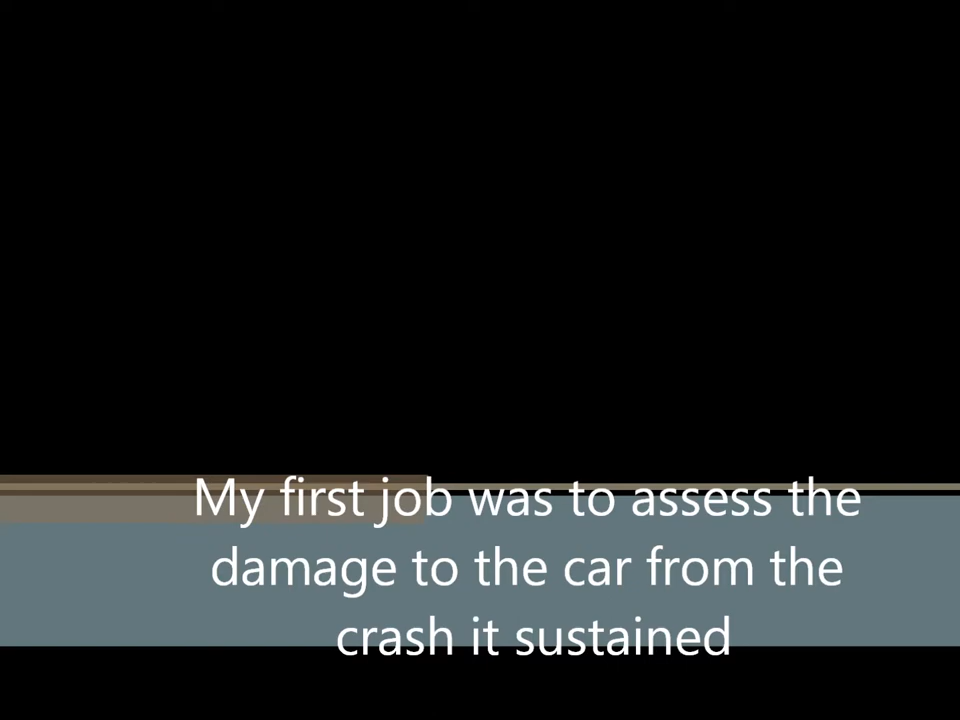 My first job was to assess the
damage to the car from the
crash it sustained